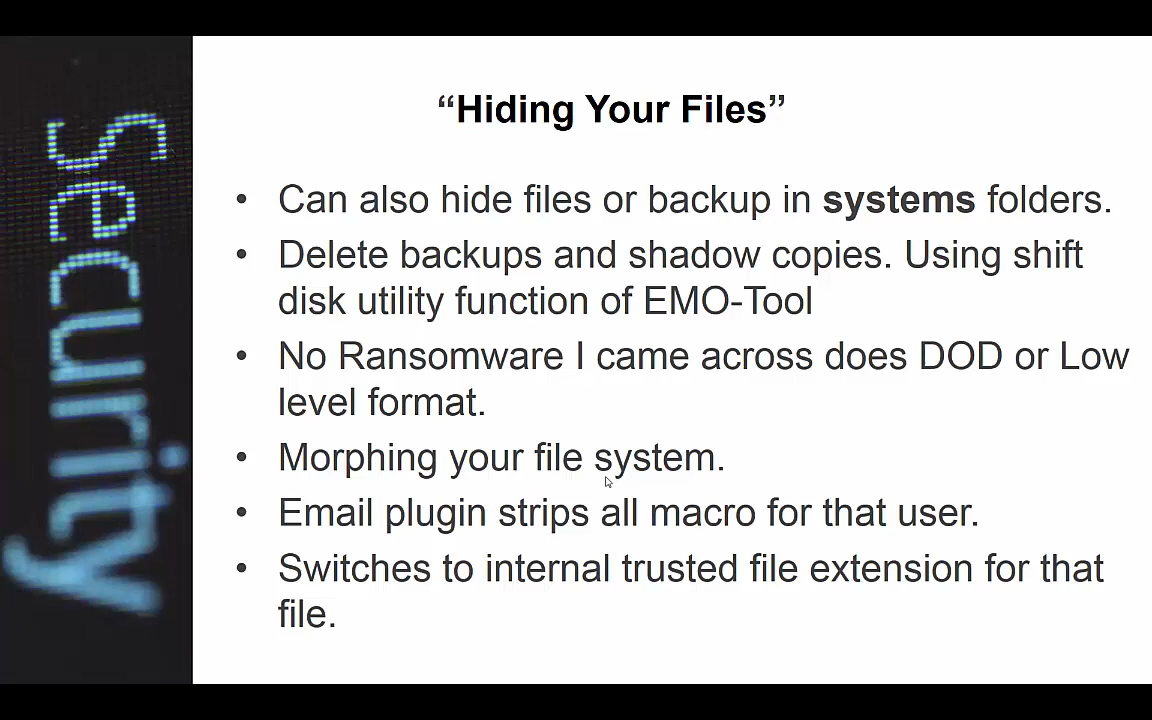 Security
“Hiding Your Files”
• Can also hide files or backup in systems folders.
• Delete backups and shadow copies. Using shift
disk utility function of EMO-Tool
• No Ransomware I came across does DOD or Low
level format.
• Morphing your file system.
• Email plugin strips all macro for that user.
• Switches to internal trusted file extension for that
file.